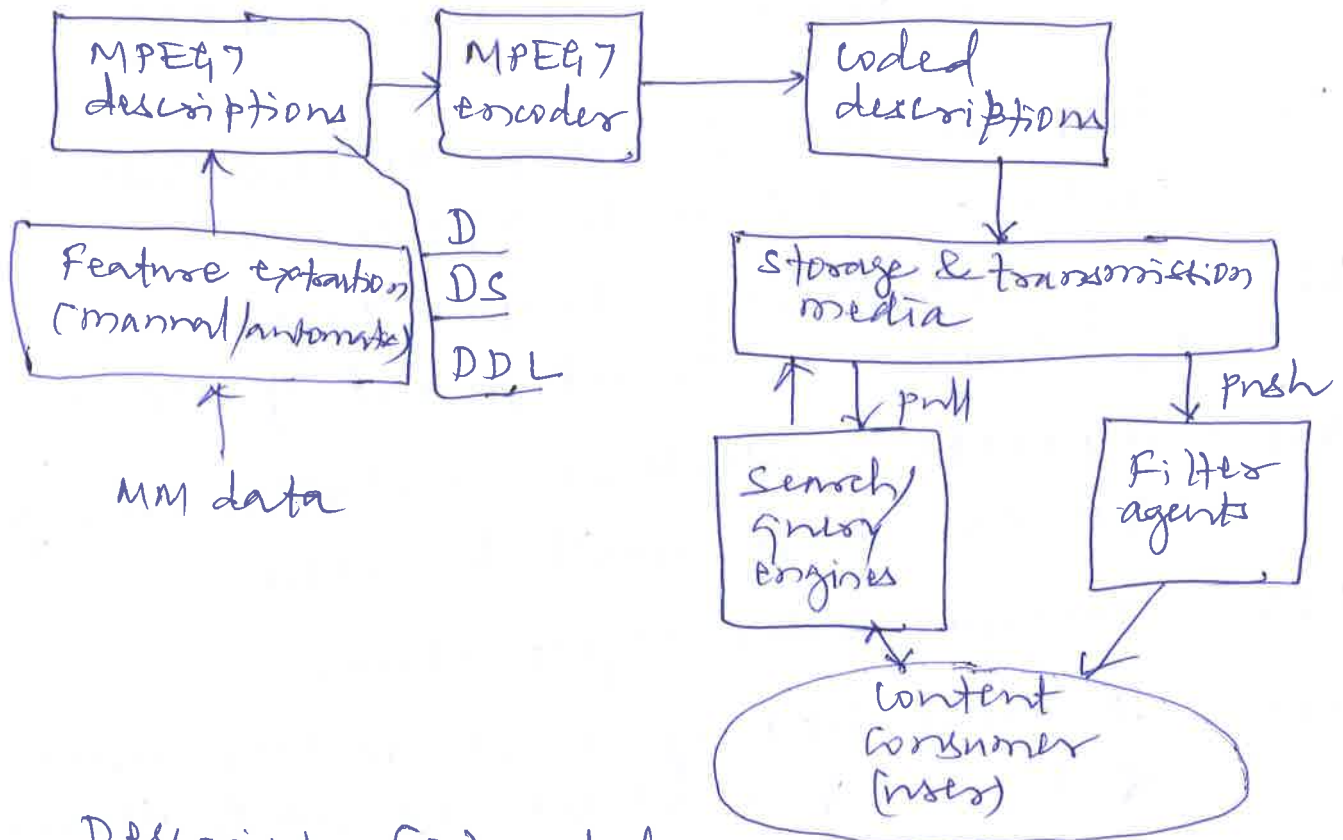 MPEG7
descriptions
MPEG7
encoder
coded
descriptions
Feature extraction
(manual/automatic)
D
DS
DDL
MM data
Storage & transmission
media
pull
push
Search/
query
engines
Filter
agents
content
consumer
(user)